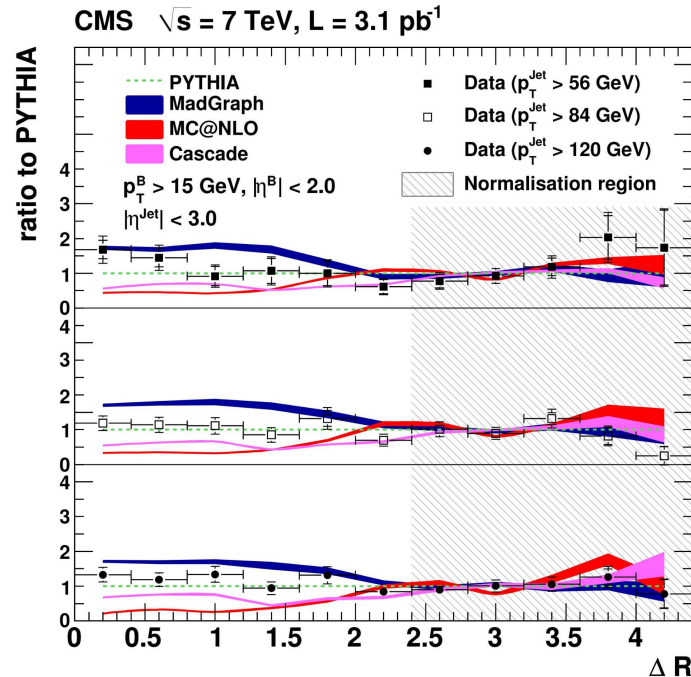 CMS √s = 7 TeV, L = 3.1 pb⁻¹
ratio to PYTHIA
PYTHIA
MadGraph
MC@NLO
Cascade
p_T^B > 15 GeV, |η^B| < 2.0
|η^Jet| < 3.0
Data (p_T^Jet > 56 GeV)
Data (p_T^Jet > 84 GeV)
Data (p_T^Jet > 120 GeV)
Normalisation region
5
4
3
2
1
0
4
3
2
1
0
4
3
2
1
0
0 0.5 1 1.5 2 2.5 3 3.5 4
Δ R